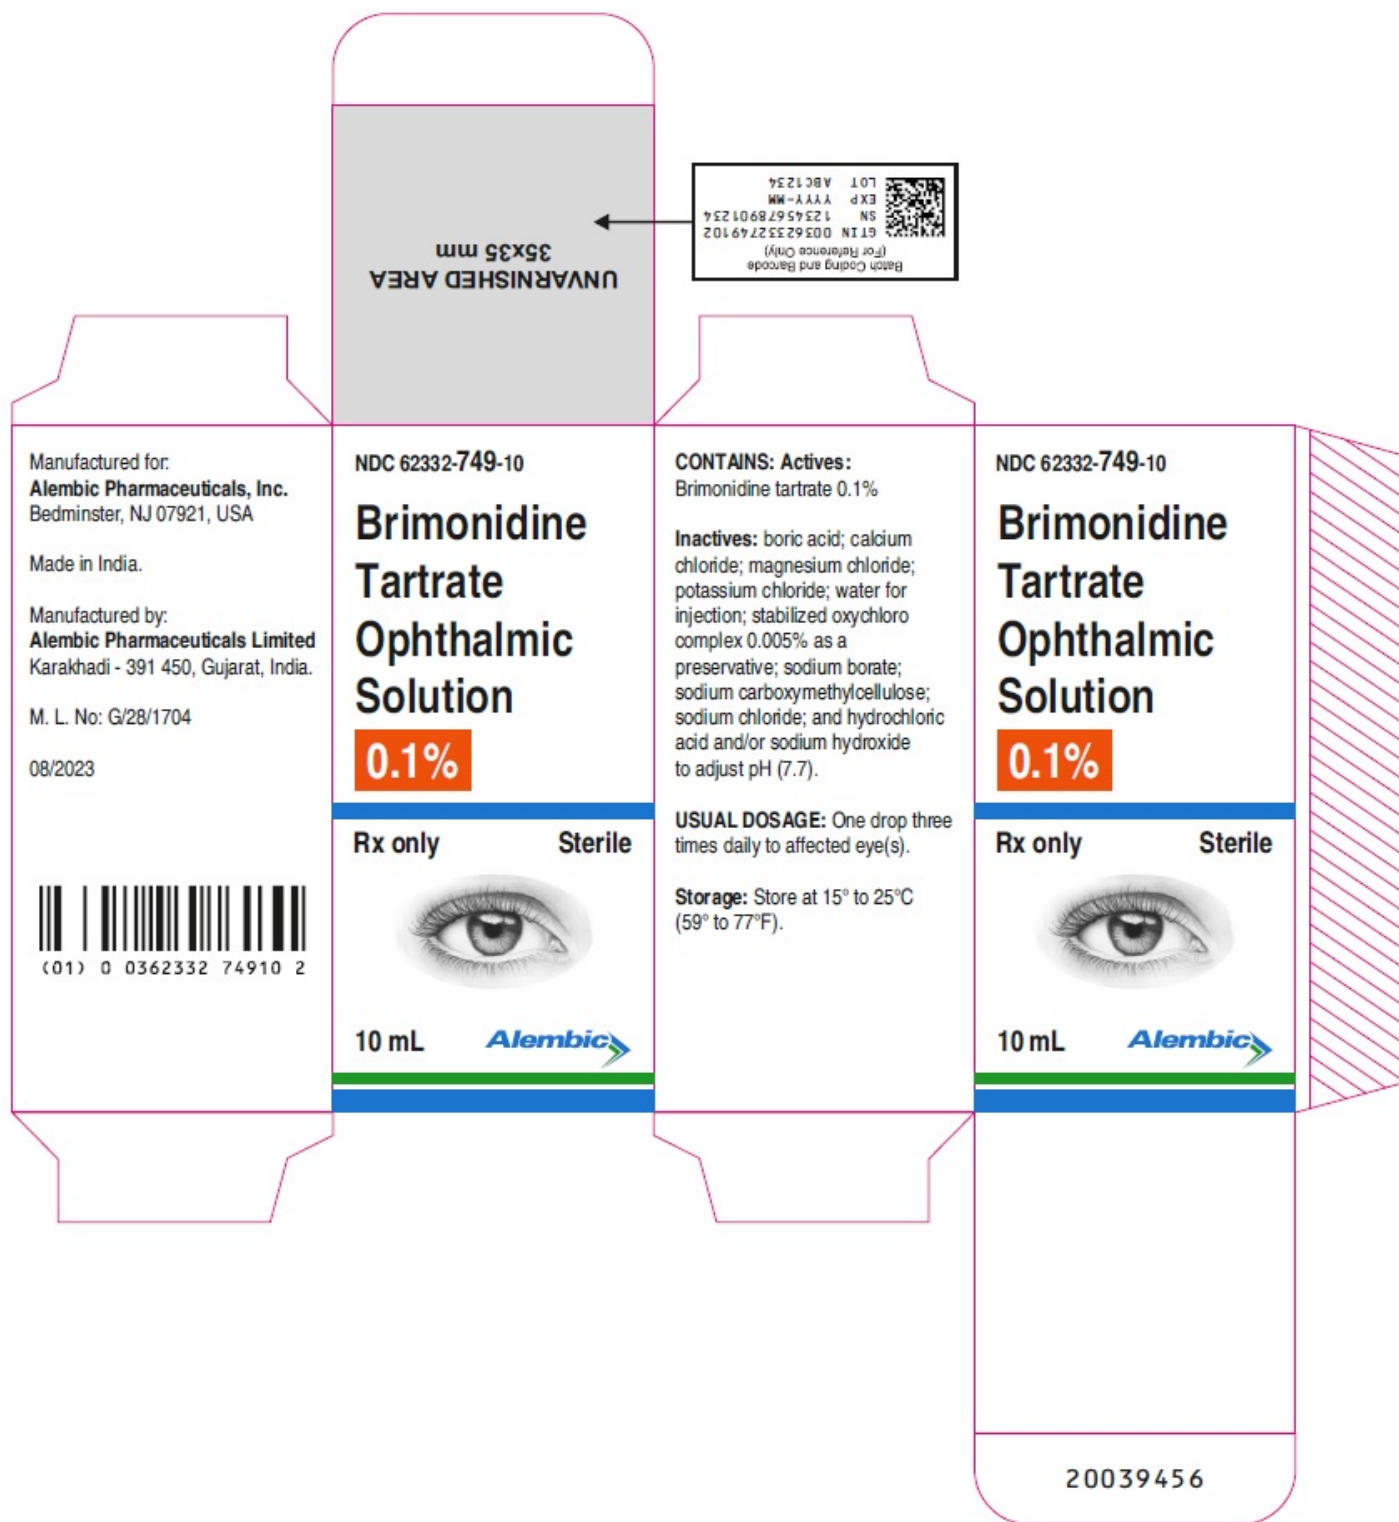 UNVARNISHED AREA
35x35 mm
Batch Coding and Barcode
(For Reference Only)
GTIN 00362332749102
SN 12345678901234
EXP YYYY-MM
LOT ABC1234
Manufactured for:
Alembic Pharmaceuticals, Inc.
Bedminster, NJ 07921, USA
Made in India.
Manufactured by:
Alembic Pharmaceuticals Limited
Karakhadi - 391 450, Gujarat, India.
M. L. No: G/28/1704
08/2023
(01) 0 0362332 74910 2
NDC 62332-749-10
Brimonidine
Tartrate
Ophthalmic
Solution
0.1%
Rx only Sterile
10 mL Alembic
CONTAINS: Actives:
Brimonidine tartrate 0.1%
Inactives: boric acid; calcium
chloride; magnesium chloride;
potassium chloride; water for
injection; stabilized oxychloro
complex 0.005% as a
preservative; sodium borate;
sodium carboxymethylcellulose;
sodium chloride; and hydrochloric
acid and/or sodium hydroxide
to adjust pH (7.7).
USUAL DOSAGE: One drop three
times daily to affected eye(s).
Storage: Store at 15° to 25°C
(59° to 77°F).
NDC 62332-749-10
Brimonidine
Tartrate
Ophthalmic
Solution
0.1%
Rx only Sterile
10 mL Alembic
20039456